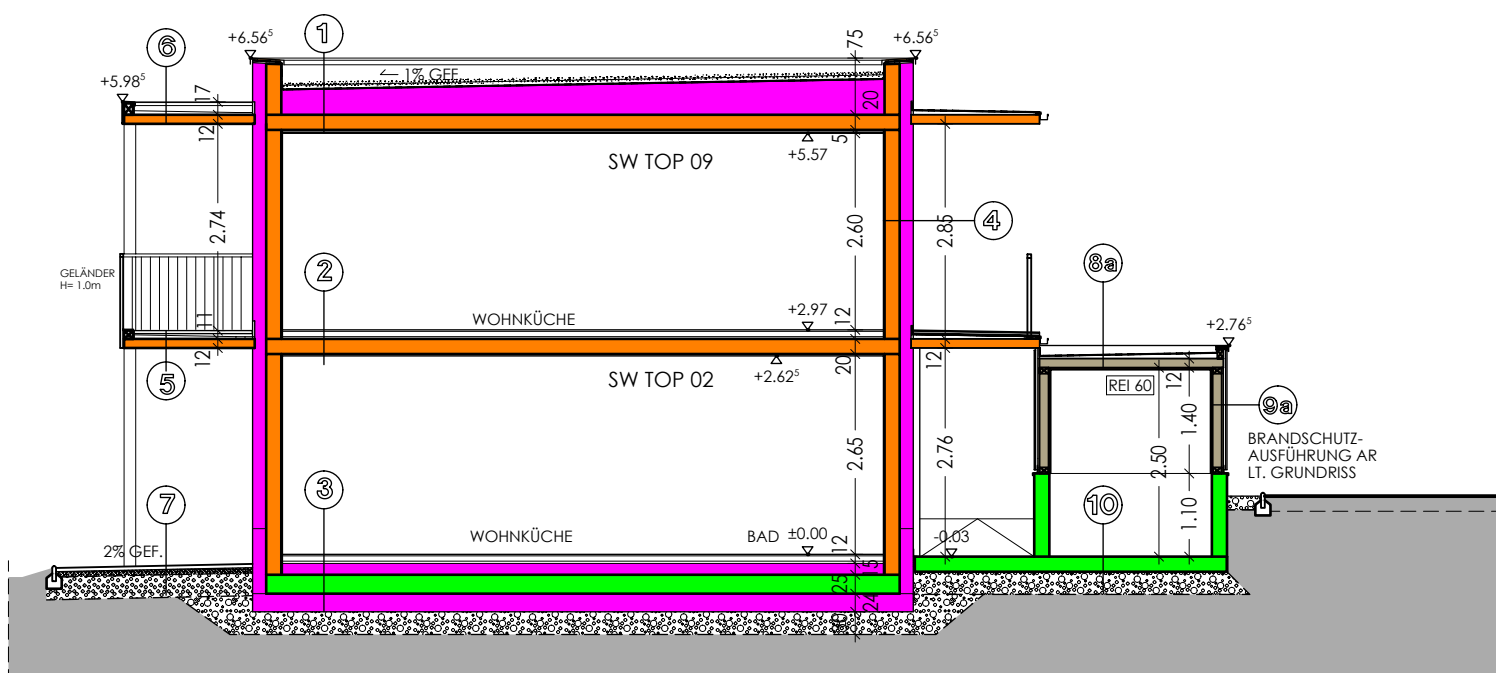 +6.56⁵
1
+6.56⁵
75
6
+5.98⁵
17
1% GEF
20
12
5
+5.57
SW TOP 09
2.74
2.60
4
2.85
GELÄNDER
H= 1.0m
2
8a
11
WOHNKÜCHE
+2.97
12
+2.76⁵
12
5
20
12
SW TOP 02
+2.62⁵
REI 60
12
9a
1.40
BRANDSCHUTZ-
AUSFÜHRUNG AR
LT. GRUNDRISS
2.65
2.76
2.50
7
3
10
1.10
2% GEF.
WOHNKÜCHE
BAD ±0.00
12
-0.03
15
25
24